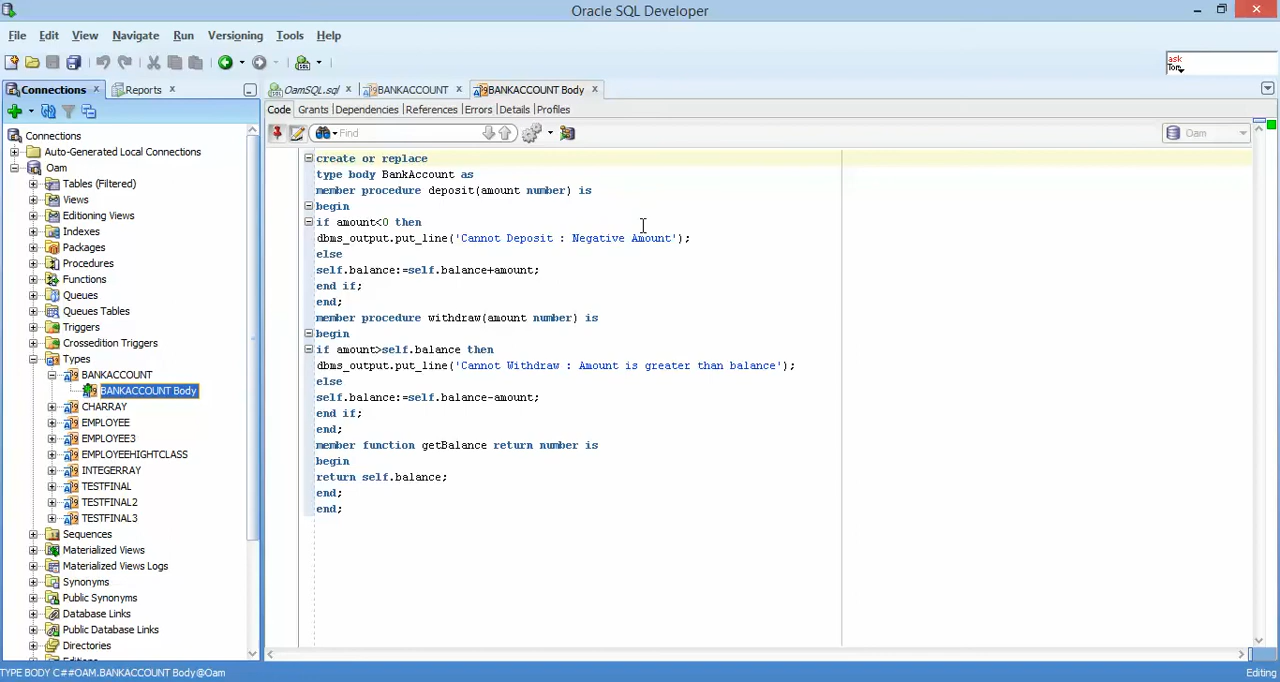 Oracle SQL Developer
File Edit View Navigate Run Versioning Tools Help
ask
Tom
Connections Reports OamSQL.sql BANKACCOUNT BANKACCOUNT Body
Code Grants Dependencies References Errors Details Profiles
Find Oam
Connections
Auto-Generated Local Connections
Oam
Tables (Filtered)
Views
Editioning Views
Indexes
Packages
Procedures
Functions
Queues
Queues Tables
Triggers
Crossedition Triggers
Types
BANKACCOUNT
BANKACCOUNT Body
CHARRAY
EMPLOYEE
EMPLOYEE3
EMPLOYEEHIGHTCLASS
INTEGERRAY
TESTFINAL
TESTFINAL2
TESTFINAL3
Sequences
Materialized Views
Materialized Views Logs
Synonyms
Public Synonyms
Database Links
Public Database Links
Directories
create or replace
type body BankAccount as
member procedure deposit(amount number) is
begin
if amount<0 then
dbms_output.put_line('Cannot Deposit : Negative Amount');
else
self.balance:=self.balance+amount;
end if;
end;
member procedure withdraw(amount number) is
begin
if amount>self.balance then
dbms_output.put_line('Cannot Withdraw : Amount is greater than balance');
else
self.balance:=self.balance-amount;
end if;
end;
member function getBalance return number is
begin
return self.balance;
end;
end;
TYPE BODY C##OAM.BANKACCOUNT Body@Oam
Editing